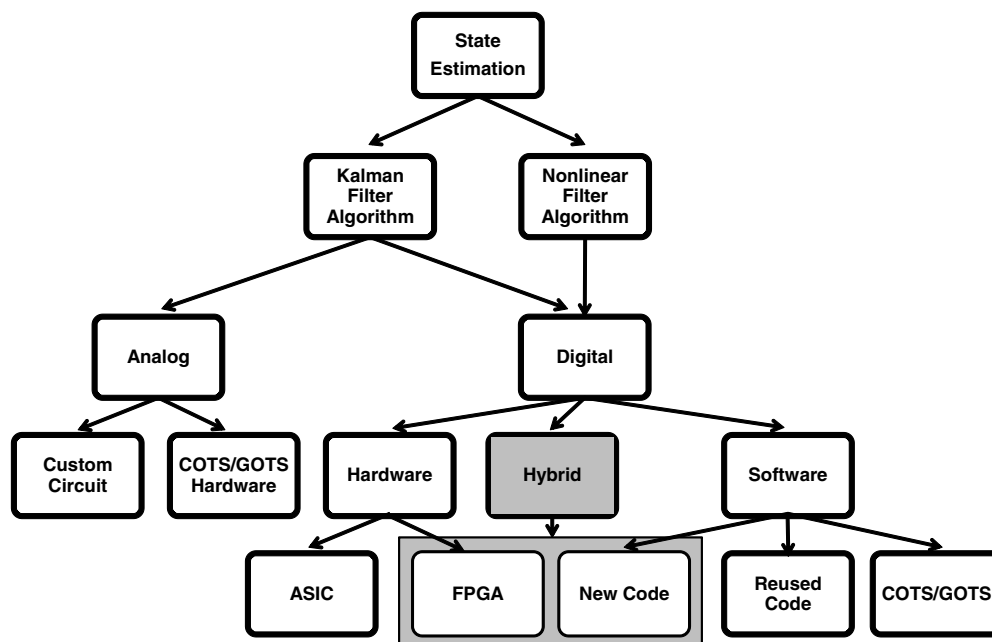 State
Estimation
Kalman
Filter
Algorithm
Nonlinear
Filter
Algorithm
Analog
Digital
Custom
Circuit
COTS/GOTS
Hardware
Hardware
Hybrid
Software
ASIC
FPGA
New Code
Reused
Code
COTS/GOTS